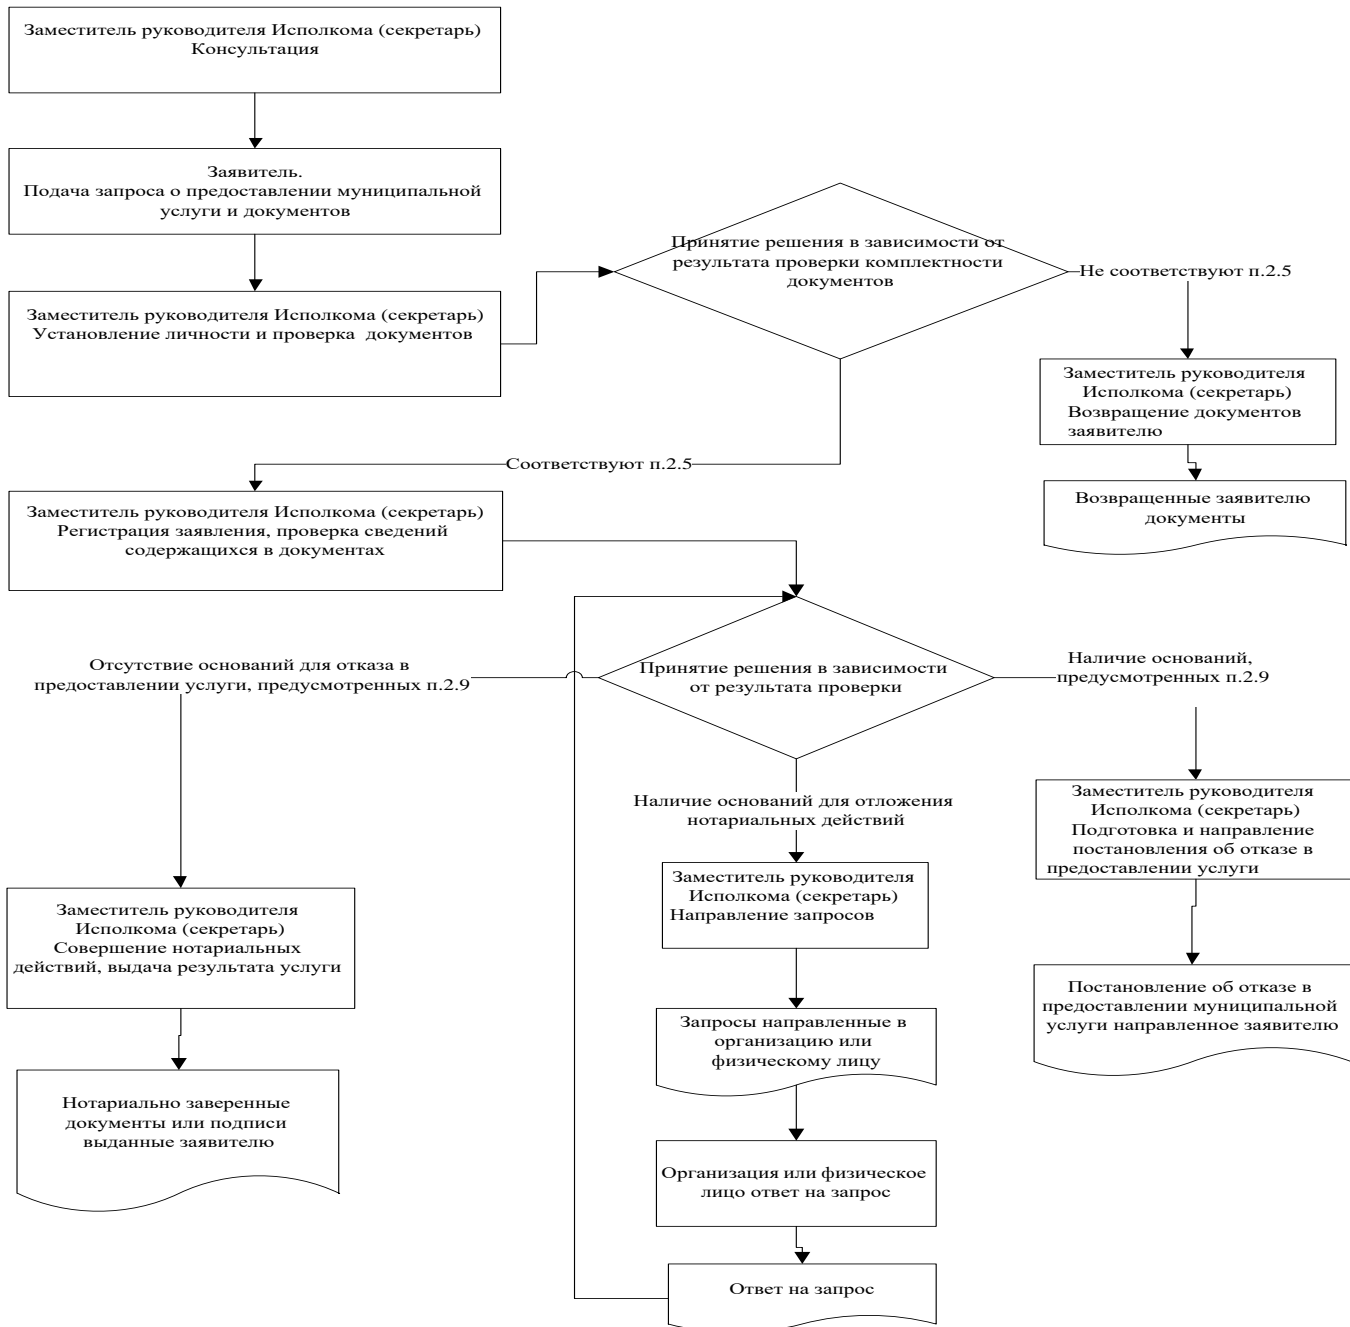 Заместитель руководителя Исполкома (секретарь)
Консультация
Заявитель.
Подача запроса о предоставлении муниципальной
услуги и документов
Заместитель руководителя Исполкома (секретарь)
Установление личности и проверка документов
Принятие решения в зависимости от
результата проверки комплектности
документов
Не соответствуют п.2.5
Заместитель руководителя
Исполкома (секретарь)
Возвращение документов
заявителю
Возвращенные заявителю
документы
Соответствуют п.2.5
Заместитель руководителя Исполкома (секретарь)
Регистрация заявления, проверка сведений
содержащихся в документах
Принятие решения в зависимости
от результата проверки
Отсутствие оснований для отказа в
предоставлении услуги, предусмотренных п.2.9
Наличие оснований,
предусмотренных п.2.9
Наличие оснований для отложения
нотариальных действий
Заместитель руководителя
Исполкома (секретарь)
Совершение нотариальных
действий, выдача результата услуги
Нотариально заверенные
документы или подписи
выданные заявителю
Заместитель руководителя
Исполкома (секретарь)
Направление запросов
Запросы направленные в
организацию или
физическому лицу
Организация или физическое
лицо ответ на запрос
Ответ на запрос
Заместитель руководителя
Исполкома (секретарь)
Подготовка и направление
постановления об отказе в
предоставлении услуги
Постановление об отказе в
предоставлении муниципальной
услуги направленное заявителю